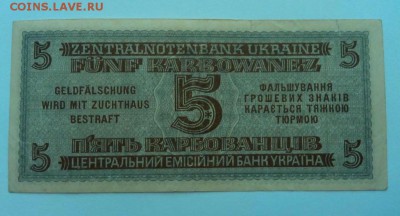 COINS.LAVE.RU
5 ZENTRALNOTENBANK UKRAINE 5
FÜNF KARBOWANEZ
GELDFÄLSCHUNG
WIRD MIT ZUCHTHAUS
BESTRAFT
5
ФАЛЬШУВАННЯ
ГРОШЕВИХ ЗНАКІВ
КАРАЄТЬСЯ ТЯЖКОЮ
ТЮРМОЮ
П'ЯТЬ КАРБОВАНЦІВ
5 ЦЕНТРАЛЬНИЙ ЕМІСІЙНИЙ БАНК УКРАЇНА 5